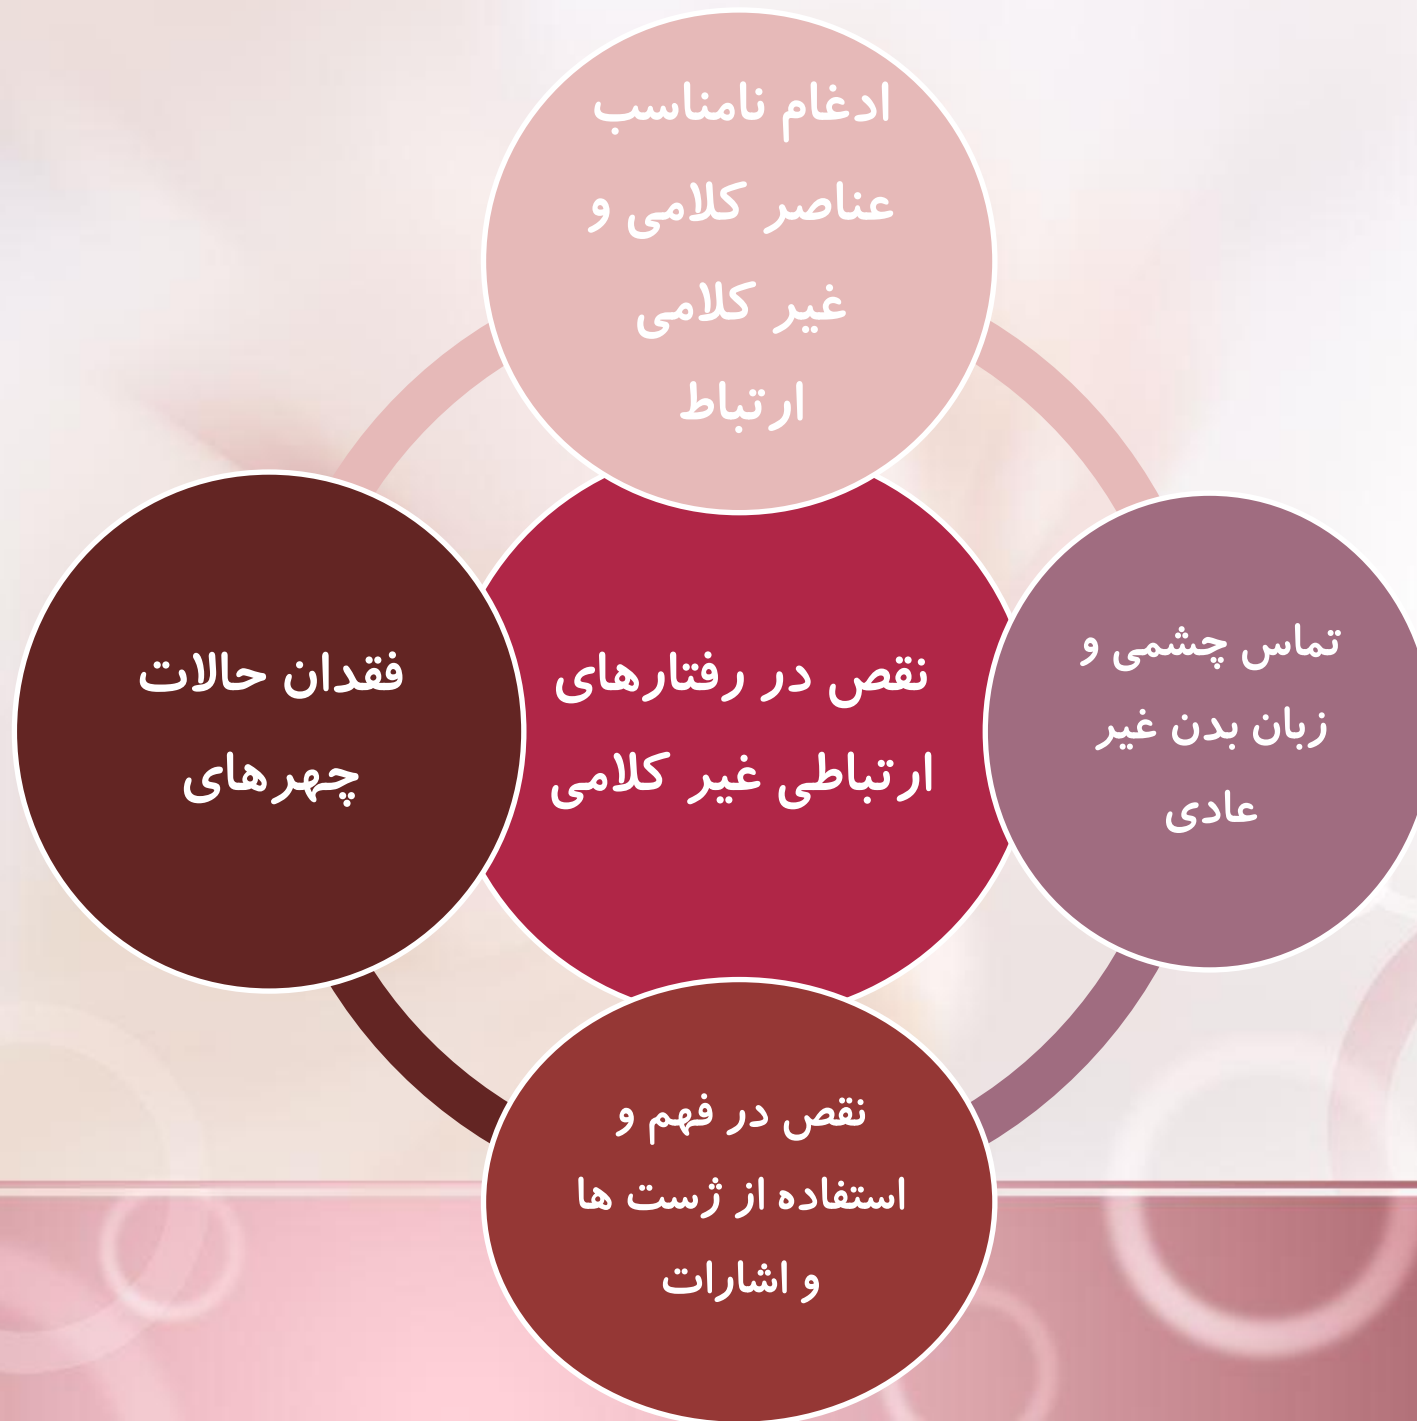 ادغام نامناسب
عناصر کلامی و
غیر کلامی
ارتباط
تماس چشمی و
زبان بدن غیر
عادی
نقص در رفتارهای
ارتباطی غیر کلامی
فقدان حالات
چهرهای
نقص در فهم و
استفاده از ژست ها
و اشارات